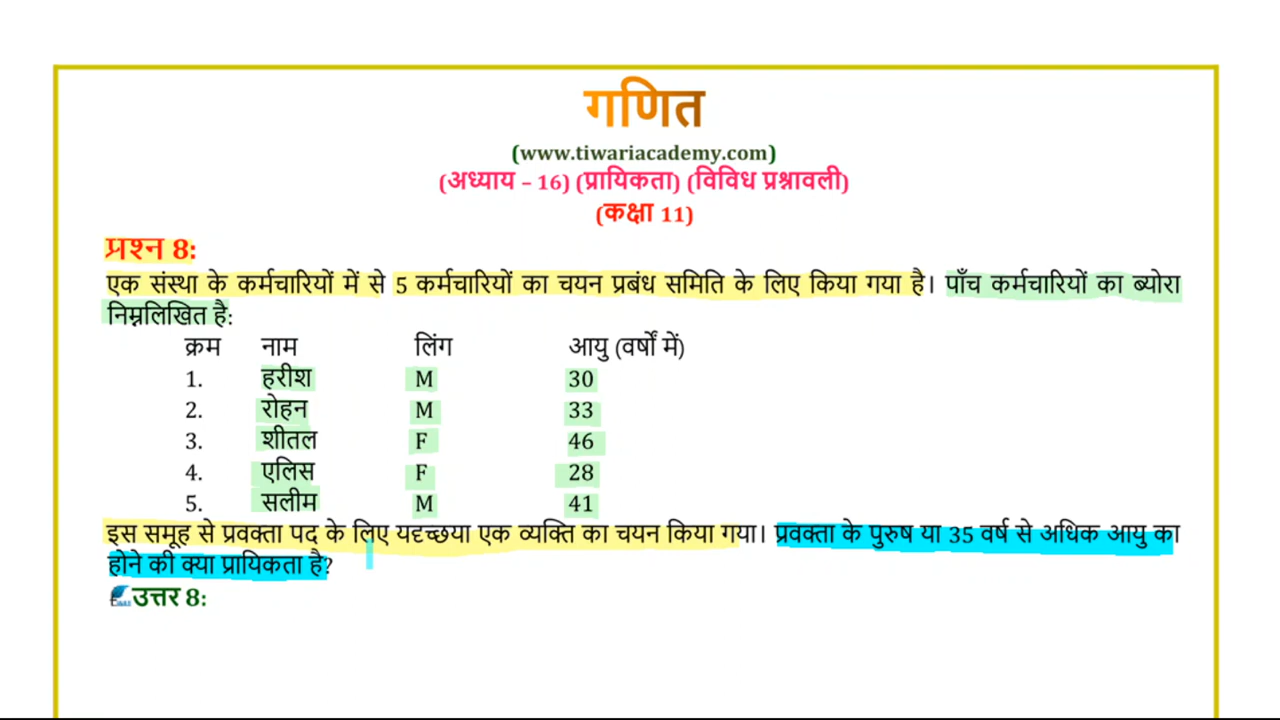 गणित
(www.tiwariacademy.com)
(अध्याय – 16) (प्रायिकता) (विविध प्रश्नावली)
(कक्षा 11)
प्रश्न 8:
एक संस्था के कर्मचारियों में से 5 कर्मचारियों का चयन प्रबंध समिति के लिए किया गया है। पाँच कर्मचारियों का ब्योरा
निम्नलिखित है:
क्रम नाम लिंग आयु (वर्षों में)
1. हरीश M 30
2. रोहन M 33
3. शीतल F 46
4. एलिस F 28
5. सलीम M 41
इस समूह से प्रवक्ता पद के लिए यदृच्छया एक व्यक्ति का चयन किया गया। प्रवक्ता के पुरुष या 35 वर्ष से अधिक आयु का
होने की क्या प्रायिकता है?
उत्तर 8: